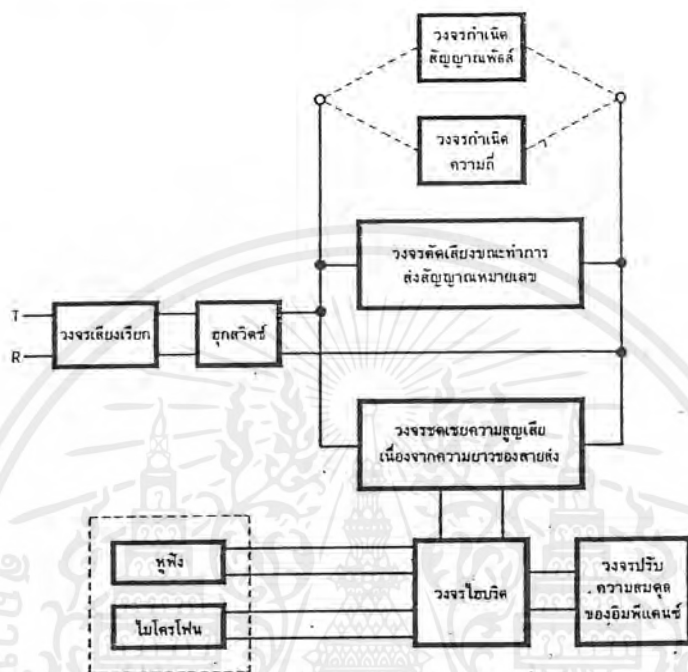 วงจรกำเนิด
สัญญาณพัลส์
วงจรกำเนิด
ความถี่
วงจรตัดเสียงขณะทำการ
ส่งสัญญาณหมายเลข
T
R
วงจรเสียงเรียก
ฮุกสวิตช์
วงจรชดเชยความสูญเสีย
เนื่องจากความยาวของสายส่ง
หูฟัง
ไมโครโฟน
วงจรไฮบริด
วงจรปรับ
ความสมดุล
ของอิมพีแดนซ์